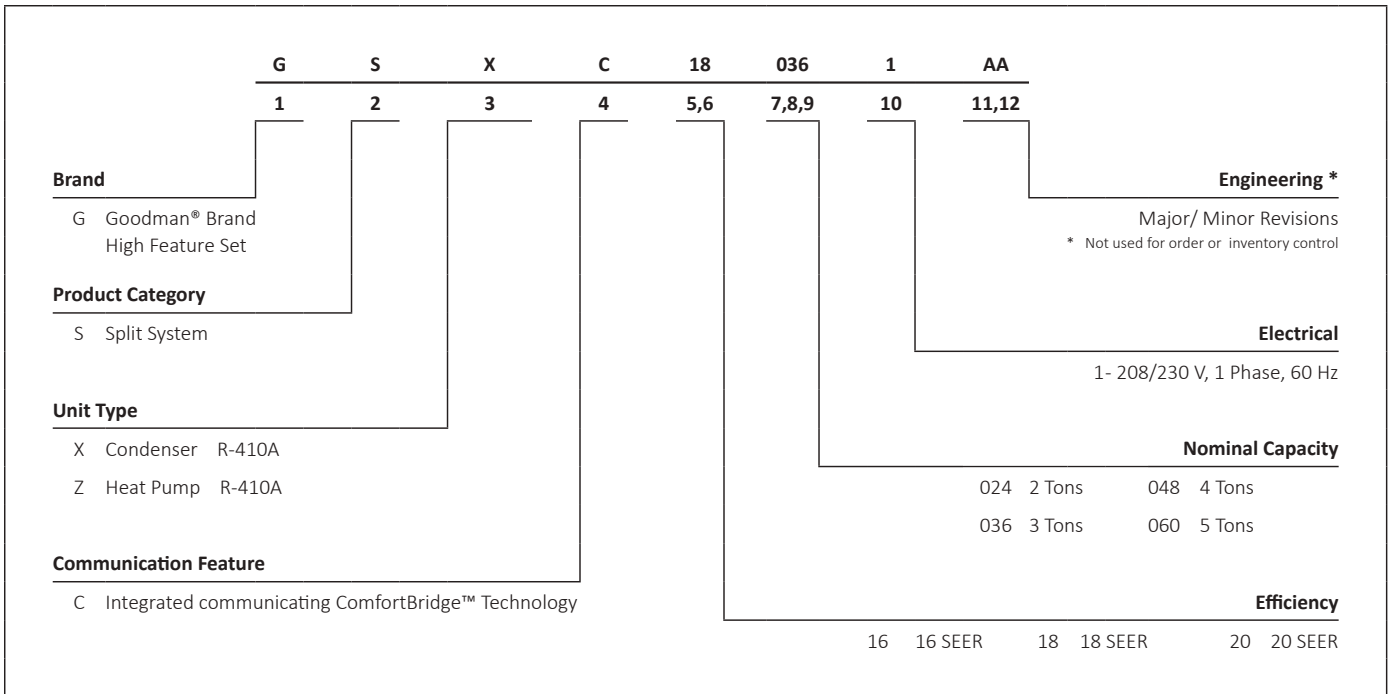 G S X C 18 036 1 AA
1 2 3 4 5,6 7,8,9 10 11,12
Brand
G Goodman® Brand
High Feature Set
Product Category
S Split System
Unit Type
X Condenser R-410A
Z Heat Pump R-410A
Communication Feature
C Integrated communicating ComfortBridge™ Technology
Engineering *
Major/ Minor Revisions
* Not used for order or inventory control
Electrical
1- 208/230 V, 1 Phase, 60 Hz
Nominal Capacity
024 2 Tons 048 4 Tons
036 3 Tons 060 5 Tons
Efficiency
16 16 SEER 18 18 SEER 20 20 SEER